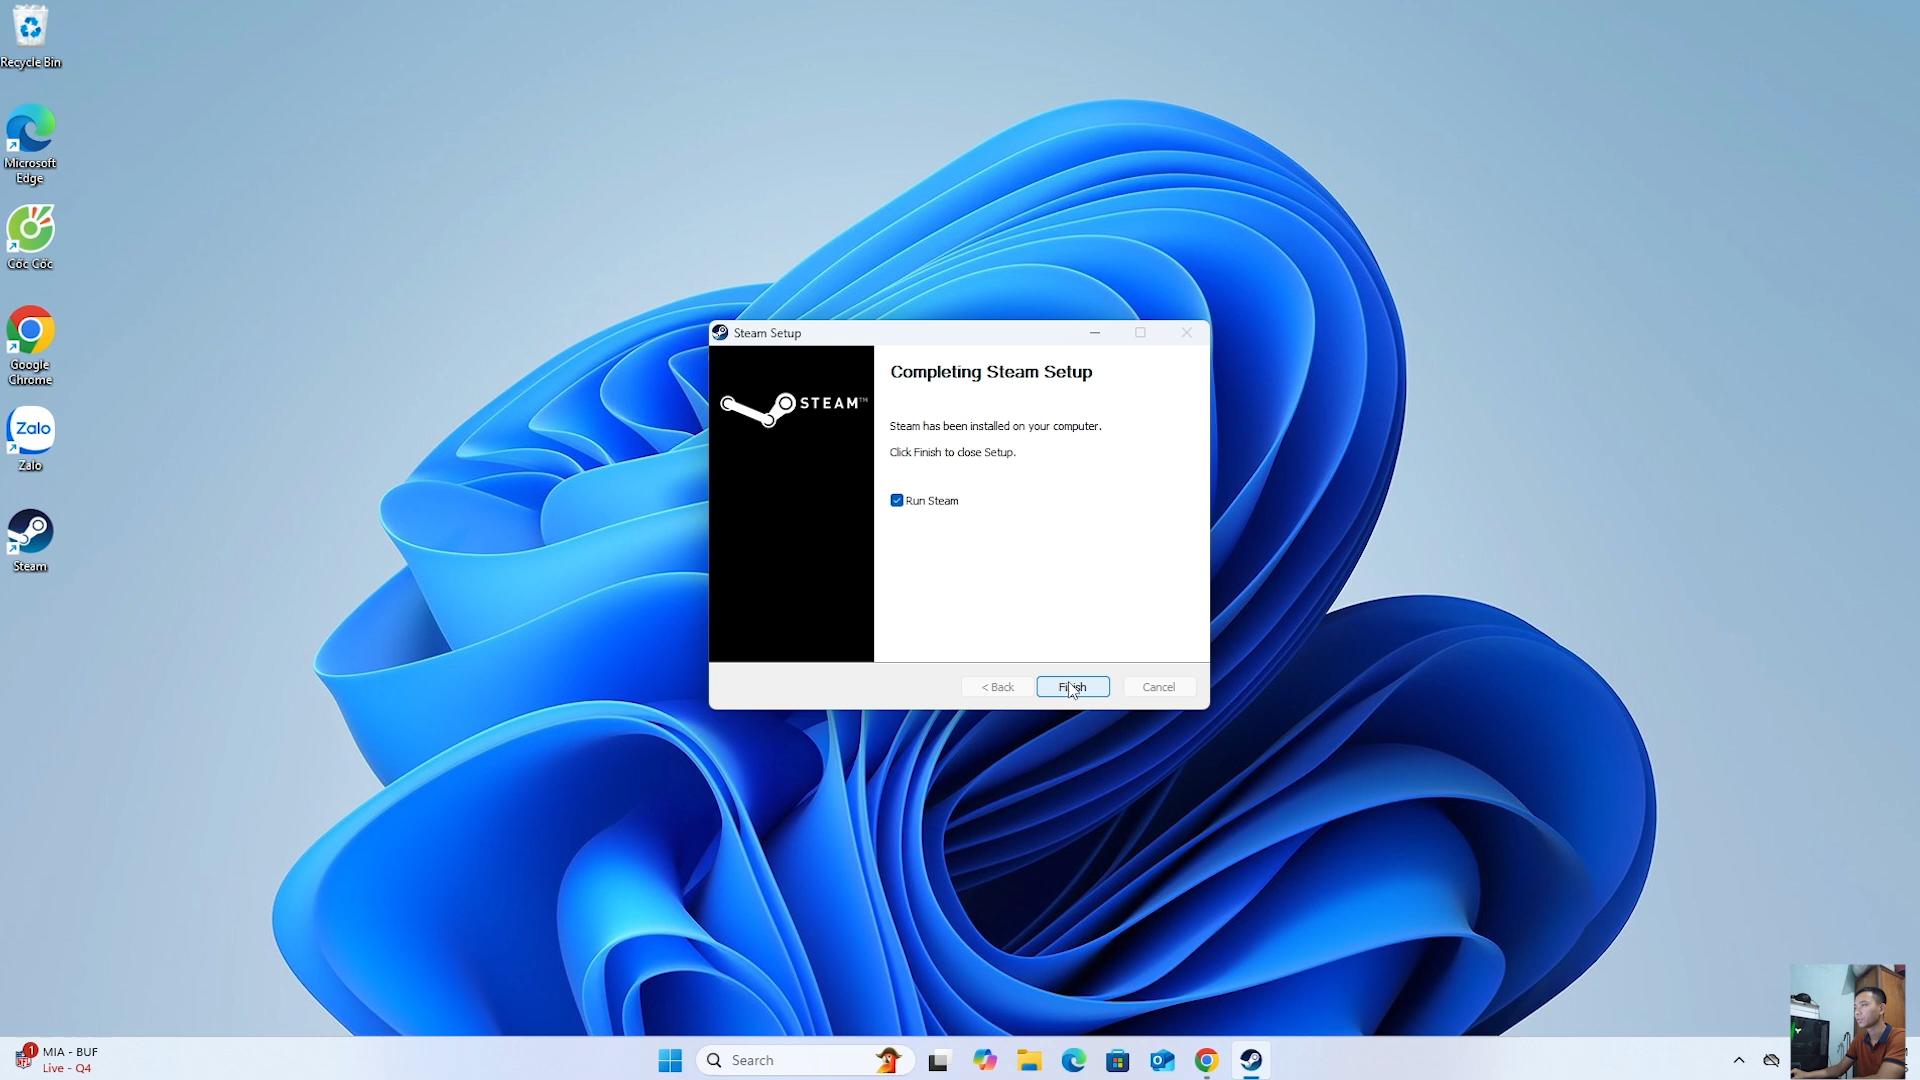 Recycle Bin
Microsoft
Edge
Cốc Cốc
Google
Chrome
Zalo
Zalo
Steam
Steam Setup
STEAM™
Completing Steam Setup
Steam has been installed on your computer.
Click Finish to close Setup.
Run Steam
< Back
Finish
Cancel
1
MIA - BUF
Live - Q4
Search